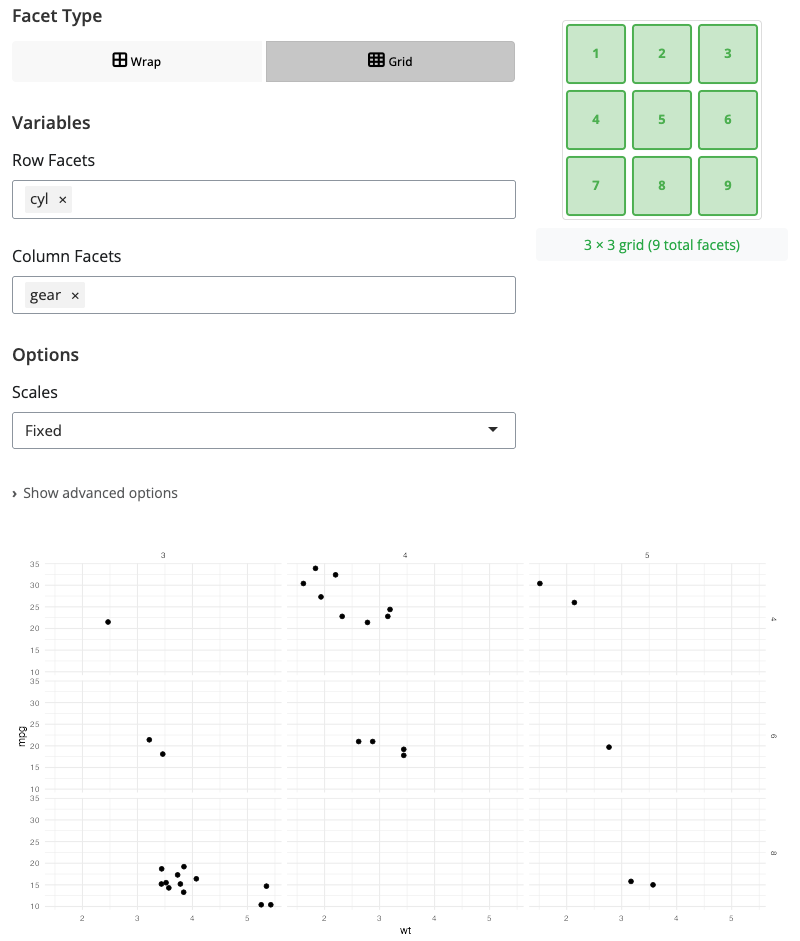 Facet Type
Wrap
Grid
Variables
Row Facets
cyl ×
Column Facets
gear ×
Options
Scales
Fixed
› Show advanced options
1 2 3
4 5 6
7 8 9
3 × 3 grid (9 total facets)
3 4 5
35
30
25
20
15
10
4
35
30
25
20
15
10
6
35
30
25
20
15
10
8
mpg
2 3 4 5 2 3 4 5 2 3 4 5
wt